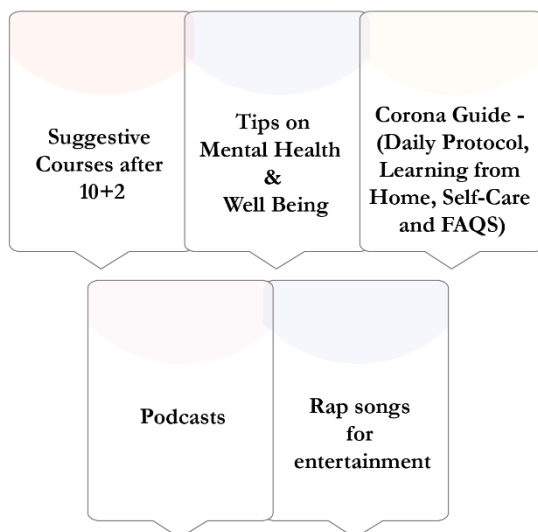 Suggestive
Courses after
10+2
Tips on
Mental Health
&
Well Being
Corona Guide -
(Daily Protocol,
Learning from
Home, Self-Care
and FAQS)
Podcasts
Rap songs
for
entertainment